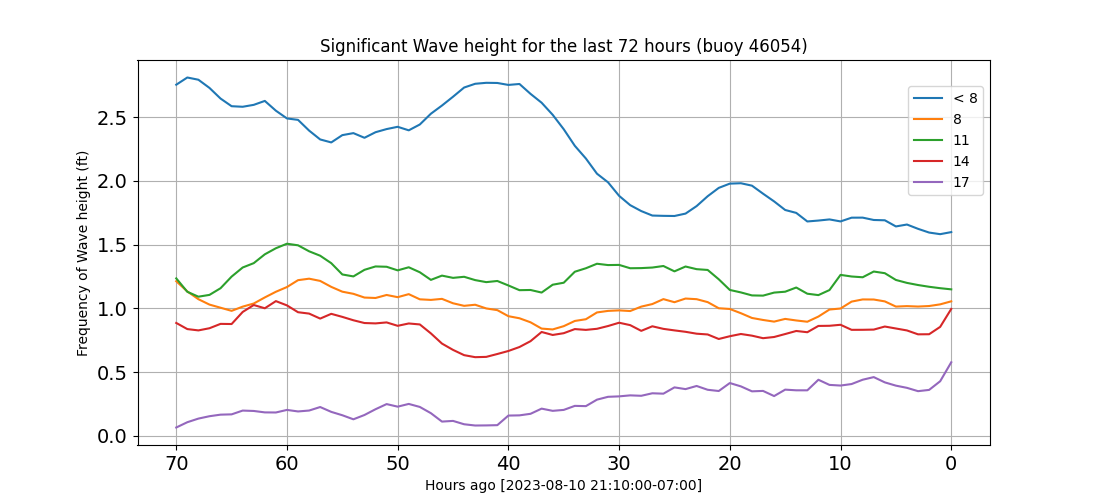 Significant Wave height for the last 72 hours (buoy 46054)
Frequency of Wave height (ft)
2.5
2.0
1.5
1.0
0.5
0.0
< 8
8
11
14
17
70 60 50 40 30 20 10 0
Hours ago [2023-08-10 21:10:00-07:00]